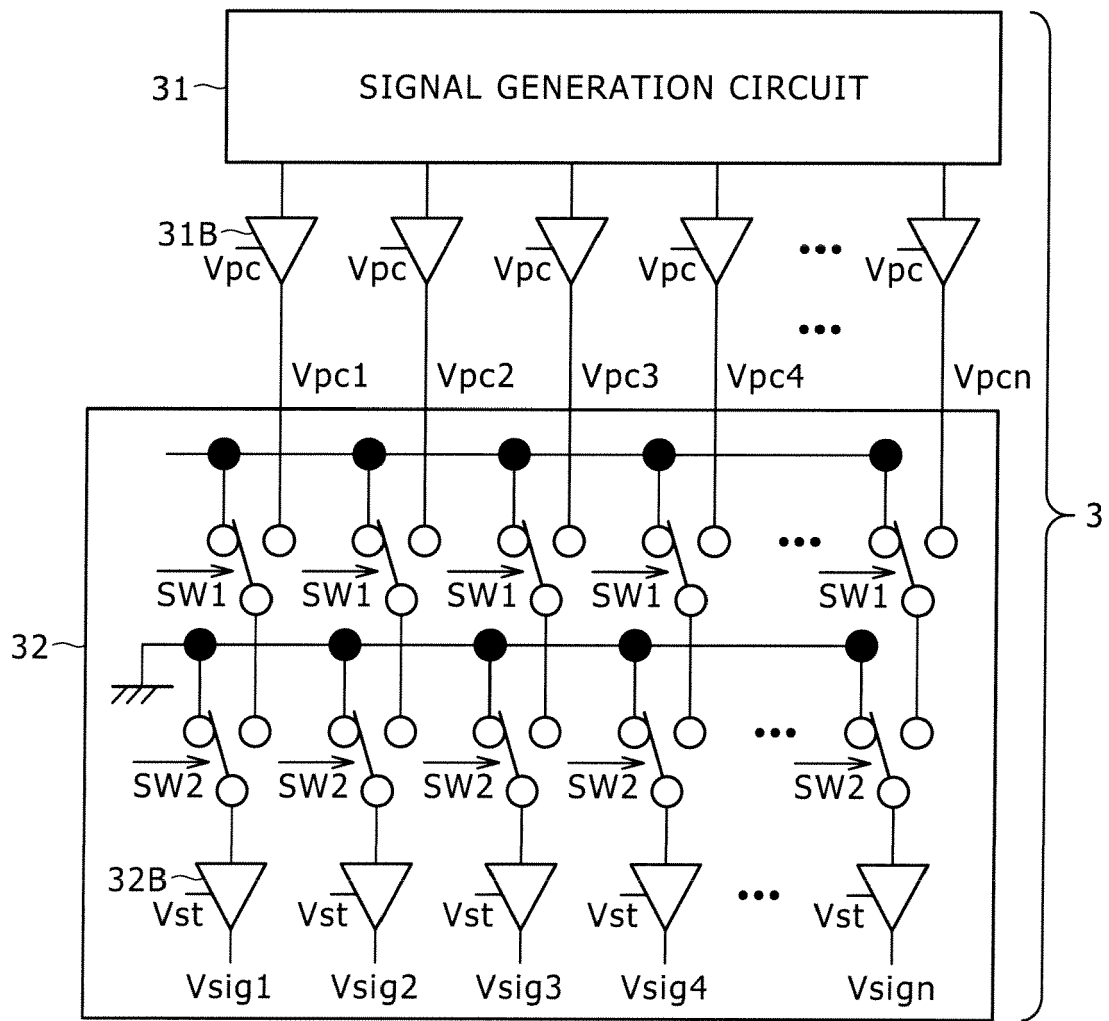 31
SIGNAL GENERATION CIRCUIT
31B
Vpc Vpc Vpc Vpc ... Vpc
...
Vpc1 Vpc2 Vpc3 Vpc4 Vpcn
3
...
SW1 SW1 SW1 SW1 SW1
32
...
SW2 SW2 SW2 SW2 SW2
32B
Vst Vst Vst Vst ... Vst
Vsig1 Vsig2 Vsig3 Vsig4 Vsign